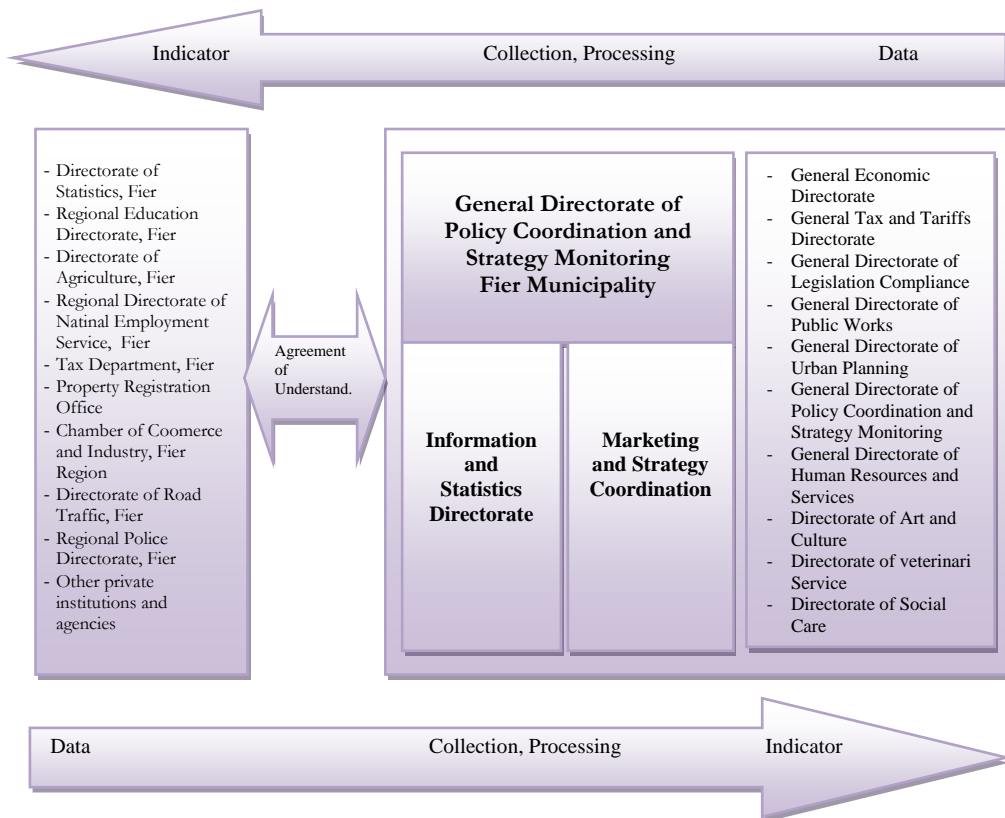 Indicator Collection, Processing Data
- Directorate of
Statistics, Fier
- Regional Education
Directorate, Fier
- Directorate of
Agriculture, Fier
- Regional Directorate of
Natinal Employment
Service, Fier
- Tax Department, Fier
- Property Registration
Office
- Chamber of Coomerce
and Industry, Fier
Region
- Directorate of Road
Traffic, Fier
- Regional Police
Directorate, Fier
- Other private
institutions and
agencies
Agreement
of
Understand.
General Directorate of
Policy Coordination and
Strategy Monitoring
Fier Municipality
Information
and
Statistics
Directorate
Marketing
and Strategy
Coordination
- General Economic
Directorate
- General Tax and Tariffs
Directorate
- General Directorate of
Legislation Compliance
- General Directorate of
Public Works
- General Directorate of
Urban Planning
- General Directorate of
Policy Coordination and
Strategy Monitoring
- General Directorate of
Human Resources and
Services
- Directorate of Art and
Culture
- Directorate of veterinari
Service
- Directorate of Social
Care
Data Collection, Processing Indicator